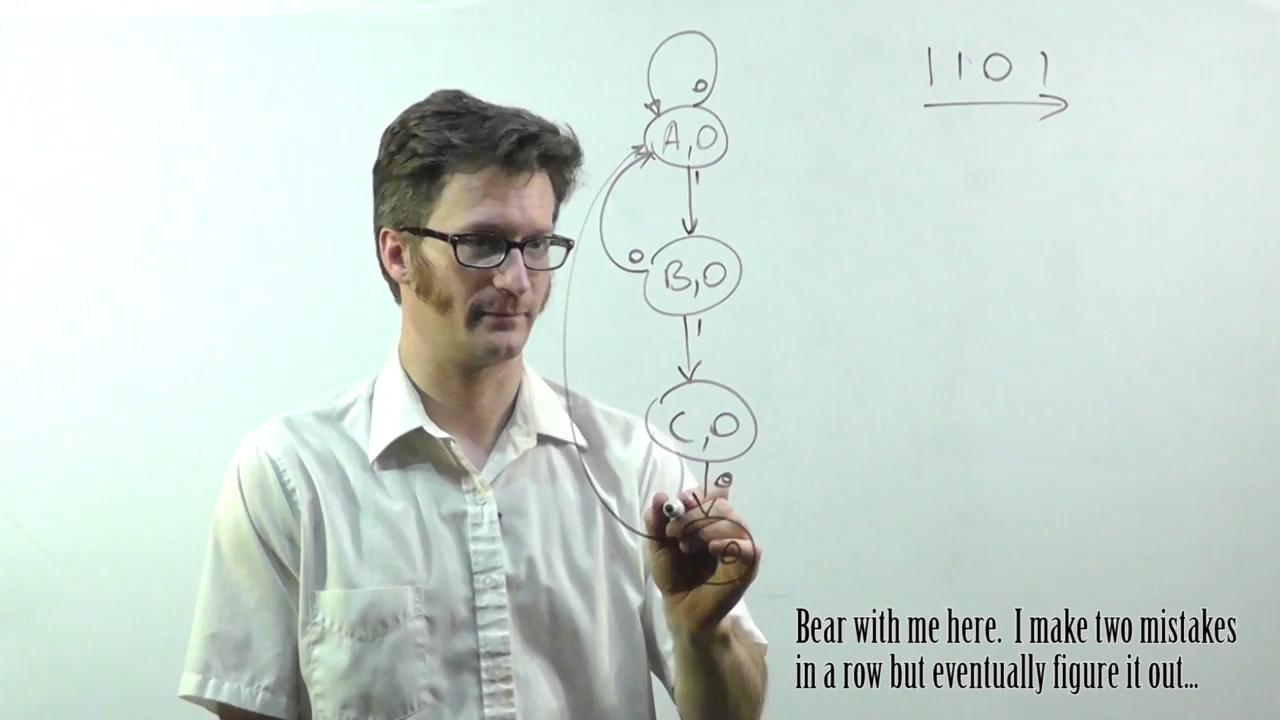 1101
0
A,0
1
0
B,0
1
C,0
0
0
Bear with me here. I make two mistakes
in a row but eventually figure it out...